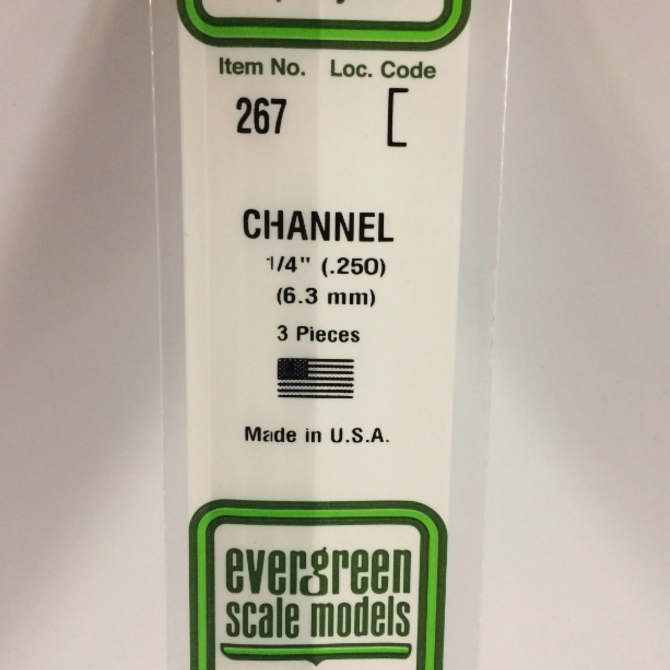 Item No. Loc. Code
267
CHANNEL
1/4" (.250)
(6.3 mm)
3 Pieces
Made in U.S.A.
evergreen
scale models